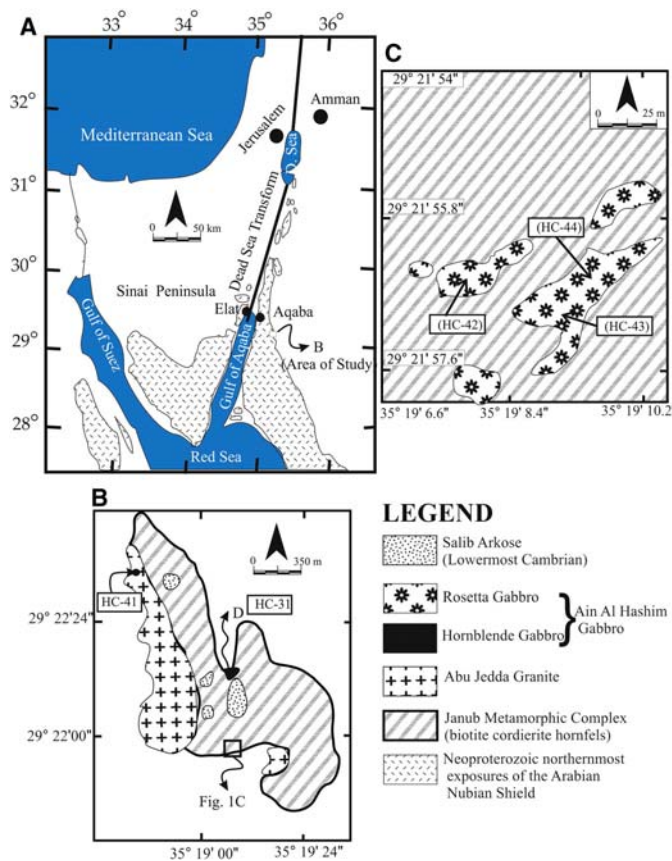 A
33°
34°
35°
36°
32°
31°
30°
29°
28°
Mediterranean Sea
Jerusalem
Amman
D. Sea
50 km
0
Dead Sea Transform
Sinai Peninsula
Elat
Aqaba
B
(Area of Study)
Gulf of Suez
Gulf of Aqaba
Red Sea
C
29° 21' 54"
0
25 m
29° 21' 55.8"
(HC-44)
(HC-42)
(HC-43)
29° 21' 57.6"
35° 19' 6.6"
35° 19' 8.4"
35° 19' 10.2
B
0
350 m
HC-41
D
HC-31
29° 22'24"
29° 22'00"
Fig. 1C
35° 19' 00"
35° 19' 24"
LEGEND
Salib Arkose
(Lowermost Cambrian)
Rosetta Gabbro
Hornblende Gabbro
Ain Al Hashim
Gabbro
Abu Jedda Granite
Janub Metamorphic Complex
(biotite cordierite hornfels)
Neoproterozoic northernmost
exposures of the Arabian
Nubian Shield